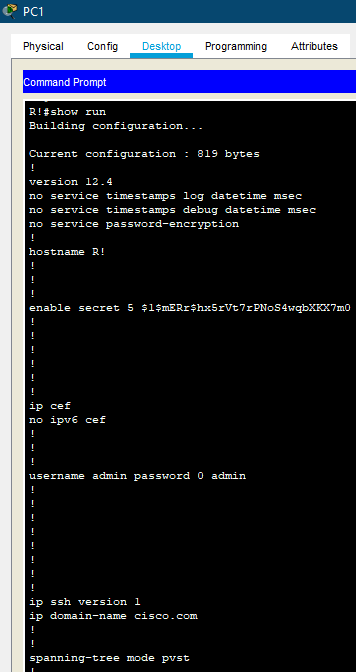 PC1
Physical Config Desktop Programming Attributes
Command Prompt
R!#show run
Building configuration...
Current configuration : 819 bytes
!
version 12.4
no service timestamps log datetime msec
no service timestamps debug datetime msec
no service password-encryption
!
hostname R!
!
!
!
enable secret 5 $1$mERr$hx5rVt7rPNoS4wqbXKX7m0
!
!
!
!
!
!
ip cef
no ipv6 cef
!
!
!
username admin password 0 admin
!
!
!
!
!
!
!
!
ip ssh version 1
ip domain-name cisco.com
!
!
spanning-tree mode pvst
!